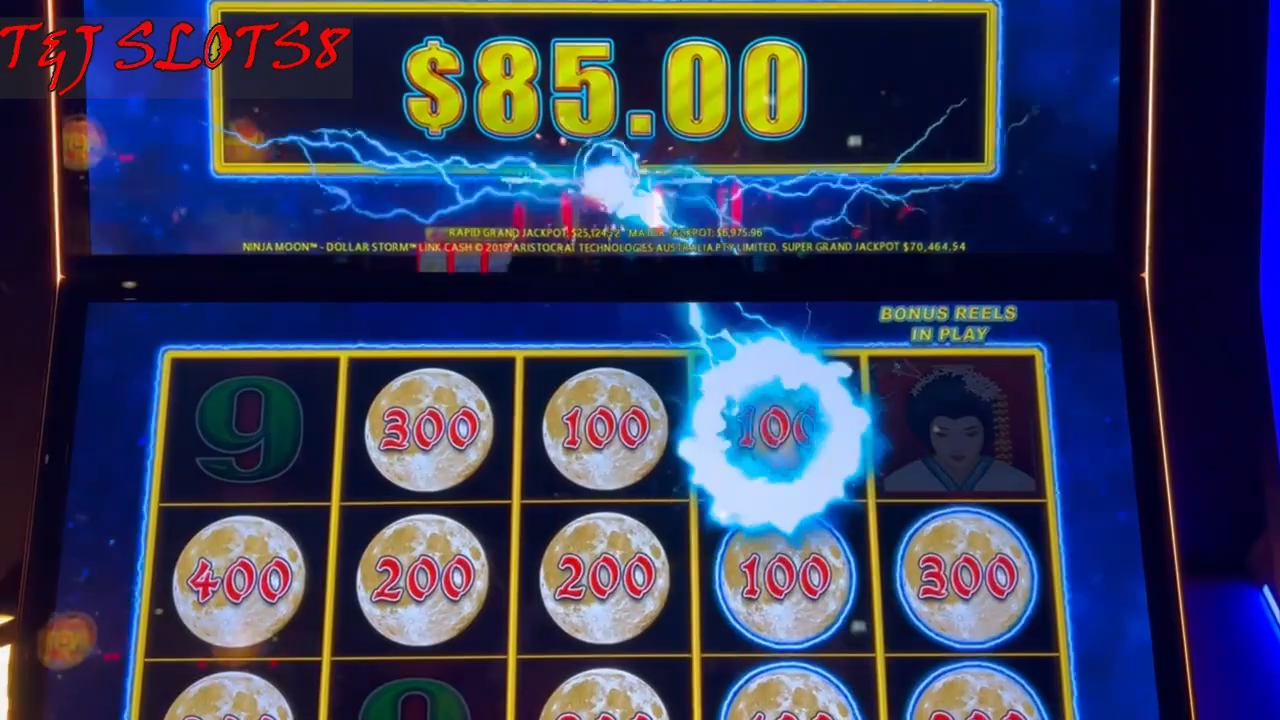 T&J SLOTS8
$85.00
RAPID GRAND JACKPOT: $25,124.22 MAJOR JACKPOT: $6,975.96
NINJA MOON™ - DOLLAR STORM™ LINK CASH © 2019 ARISTOCRAT TECHNOLOGIES AUSTRALIA PTY LIMITED. SUPER GRAND JACKPOT $70,464.54
BONUS REELS
IN PLAY
9 300 100 100
400 200 200 100 300